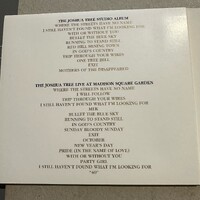 THE JOSHUA TREE STUDIO ALBUM
WHERE THE STREETS HAVE NO NAME
I STILL HAVEN'T FOUND WHAT I'M LOOKING FOR
WITH OR WITHOUT YOU
BULLET THE BLUE SKY
RUNNING TO STAND STILL
RED HILL MINING TOWN
IN GOD'S COUNTRY
TRIP THROUGH YOUR WIRES
ONE TREE HILL
EXIT
MOTHERS OF THE DISAPPEARED
THE JOSHUA TREE LIVE AT MADISON SQUARE GARDEN
WHERE THE STREETS HAVE NO NAME
I WILL FOLLOW
TRIP THROUGH YOUR WIRES
I STILL HAVEN'T FOUND WHAT I'M LOOKING FOR
MFR
BULLET THE BLUE SKY
RUNNING TO STAND STILL
IN GOD'S COUNTRY
SUNDAY BLOODY SUNDAY
EXIT
OCTOBER
NEW YEAR'S DAY
PRIDE (IN THE NAME OF LOVE)
WITH OR WITHOUT YOU
PARTY GIRL
I STILL HAVEN'T FOUND WHAT I'M LOOKING FOR
"40"